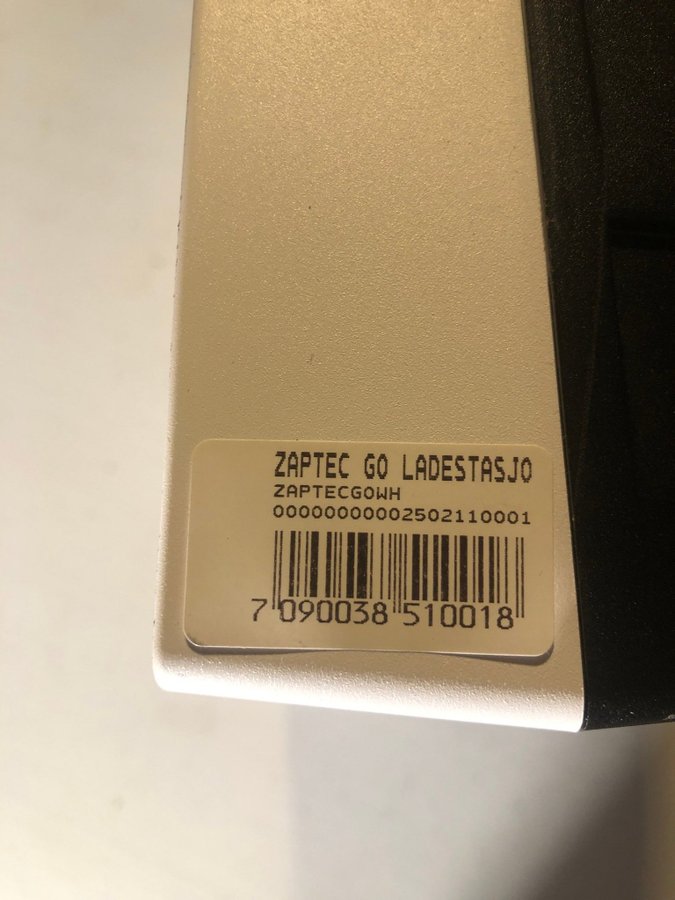 ZAPTEC GO LADESTASJO
ZAPTECGOWH
00000000002502110001
7 090038 510018